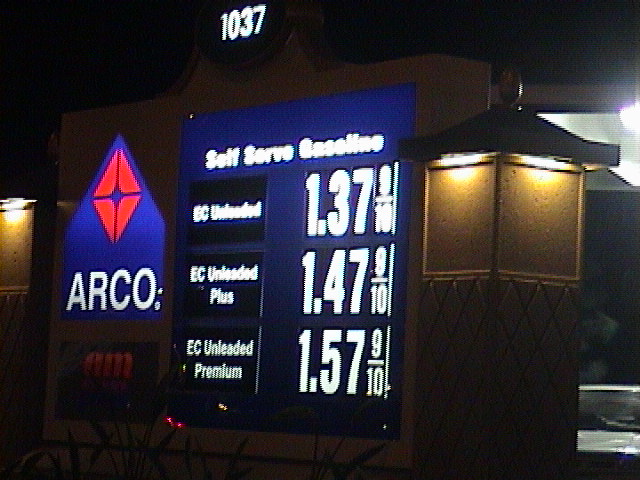 1037
Self Serve Gasoline
EC Unleaded 1.37 9/10
EC Unleaded Plus 1.47 9/10
EC Unleaded Premium 1.57 9/10
ARCO
am